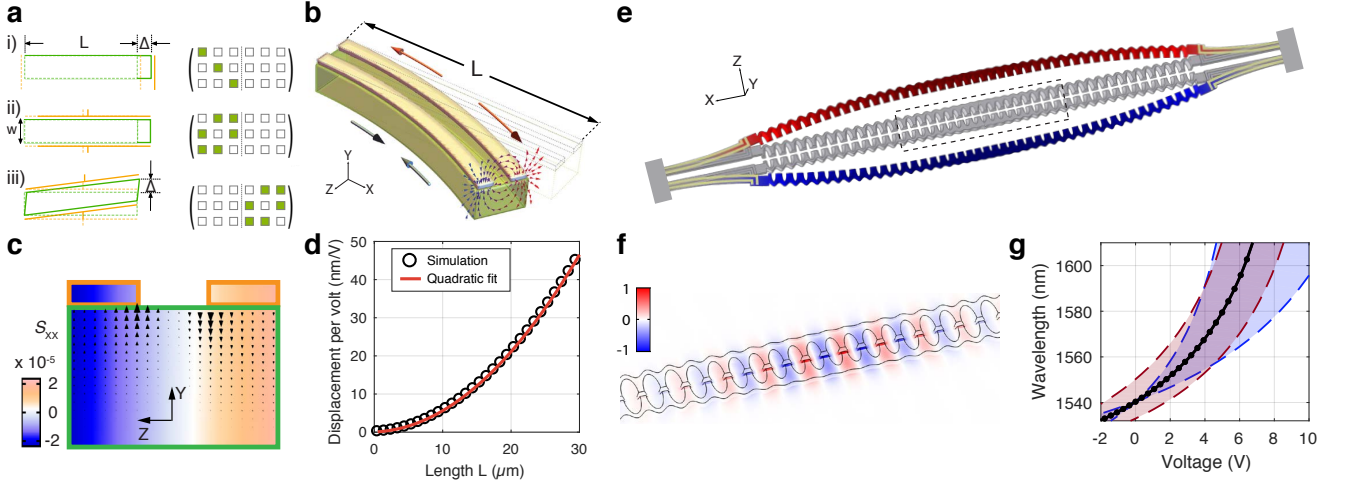 a
i)
L
Δ
ii)
w
iii)
Δ
b
L
Y
Z
X
c
S_XX
x 10^-5
2
0
-2
Y
Z
d
Displacement per volt (nm/V)
50
40
30
20
10
0
Simulation
Quadratic fit
0
10
20
30
Length L (μm)
e
Z
X
Y
f
1
0
-1
g
Wavelength (nm)
1600
1580
1560
1540
-2
0
2
4
6
8
10
Voltage (V)